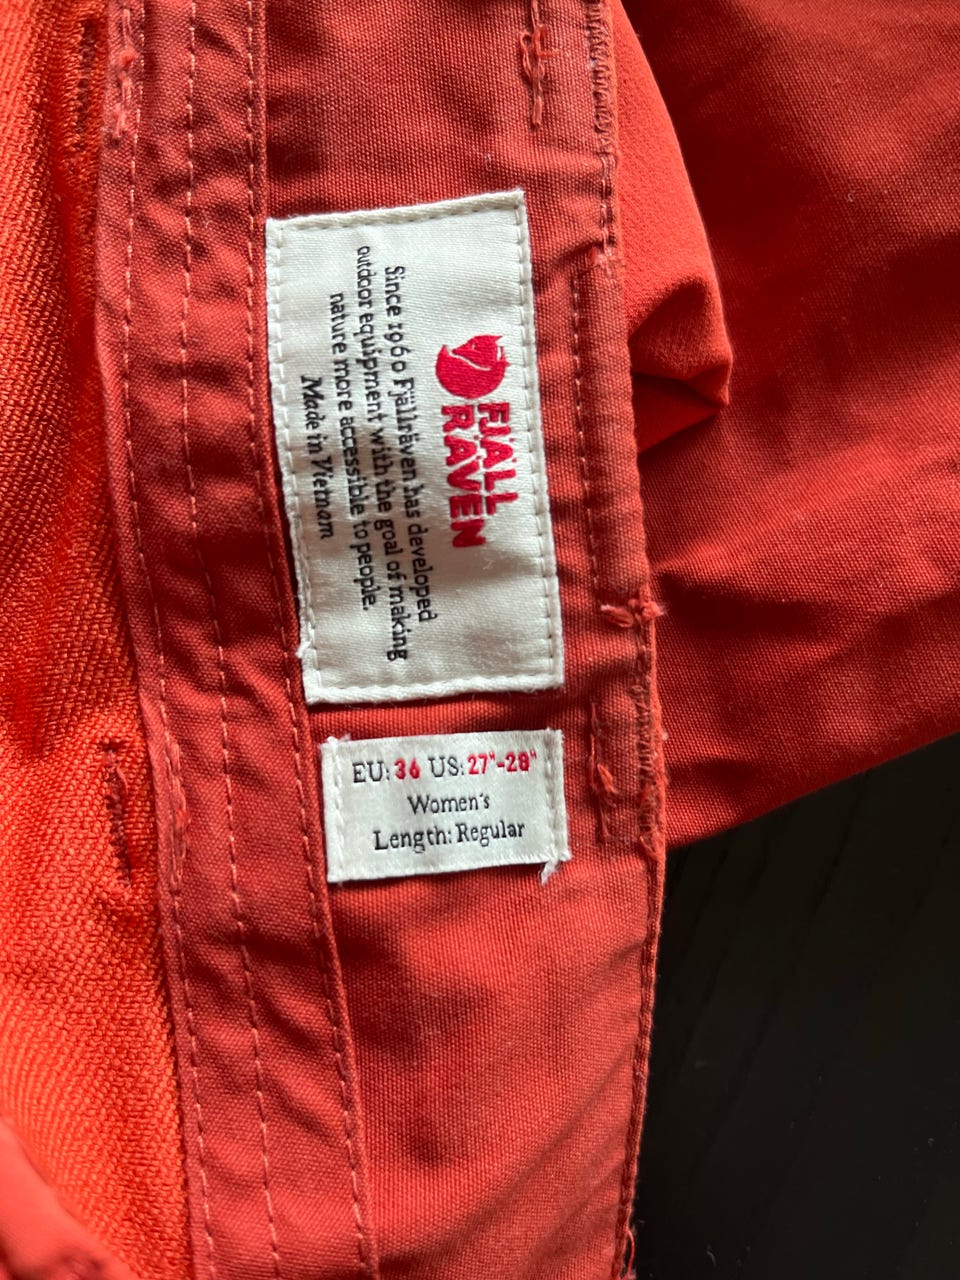 FJÄLL
RÄVEN
Since 1960 Fjällräven has developed
outdoor equipment with the goal of making
nature more accessible to people.
Made in Vietnam
EU: 36 US: 27"-28"
Women's
Length: Regular